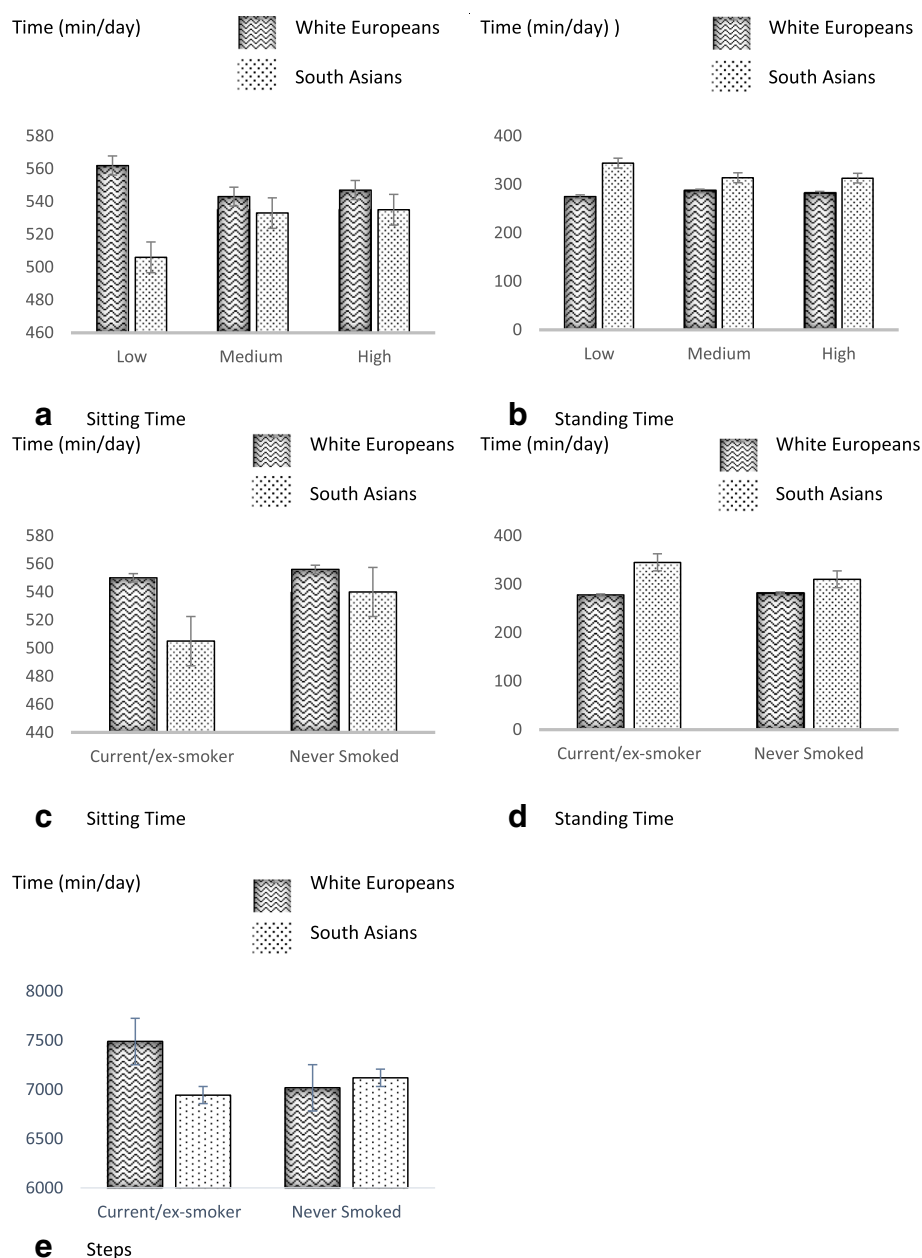 Time (min/day)
White Europeans
South Asians
580
560
540
520
500
480
460
Low Medium High
a Sitting Time
Time (min/day) )
White Europeans
South Asians
400
300
200
100
0
Low Medium High
b Standing Time
Time (min/day)
White Europeans
South Asians
580
560
540
520
500
480
460
440
Current/ex-smoker Never Smoked
c Sitting Time
Time (min/day)
White Europeans
South Asians
400
300
200
100
0
Current/ex-smoker Never Smoked
d Standing Time
Time (min/day)
White Europeans
South Asians
8000
7500
7000
6500
6000
Current/ex-smoker Never Smoked
e Steps